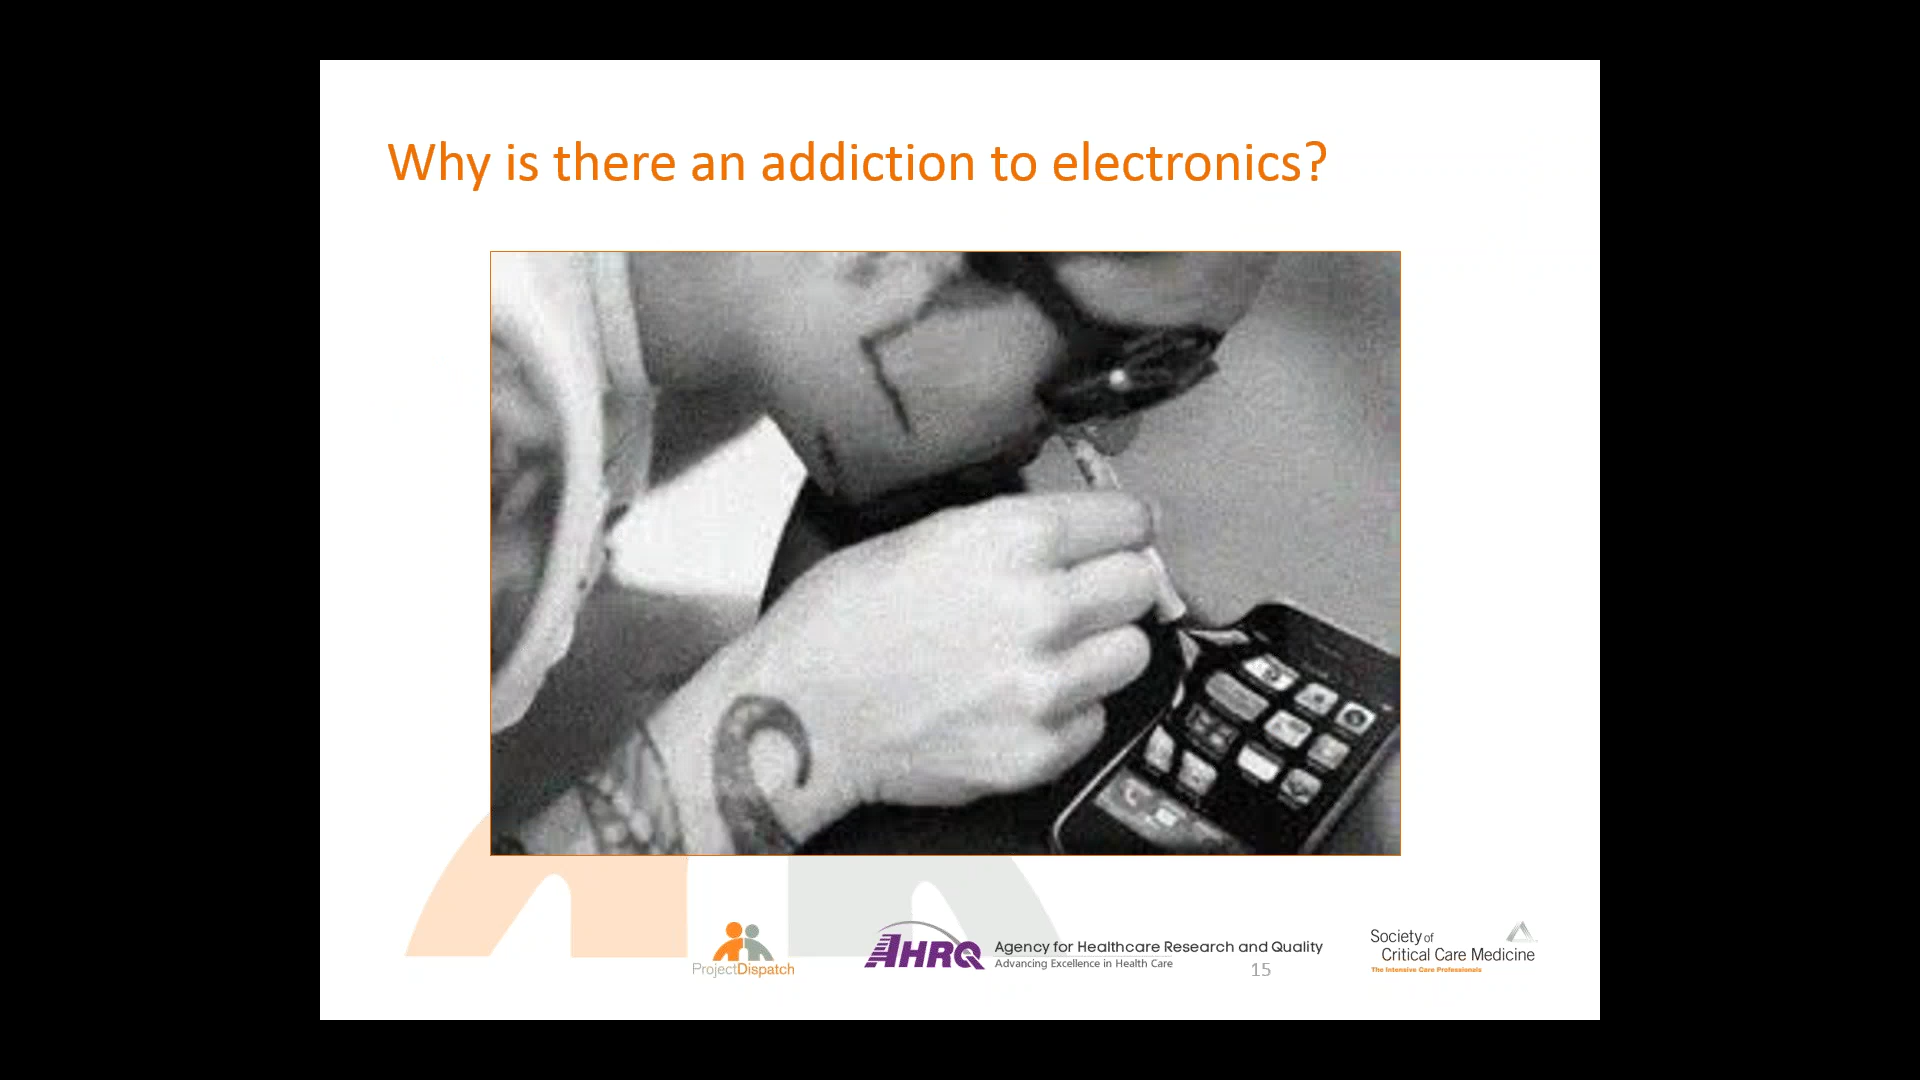 Why is there an addiction to electronics?
ProjectDispatch
AHRQ
Agency for Healthcare Research and Quality
Advancing Excellence in Health Care
15
Society of
Critical Care Medicine
The Intensive Care Professionals